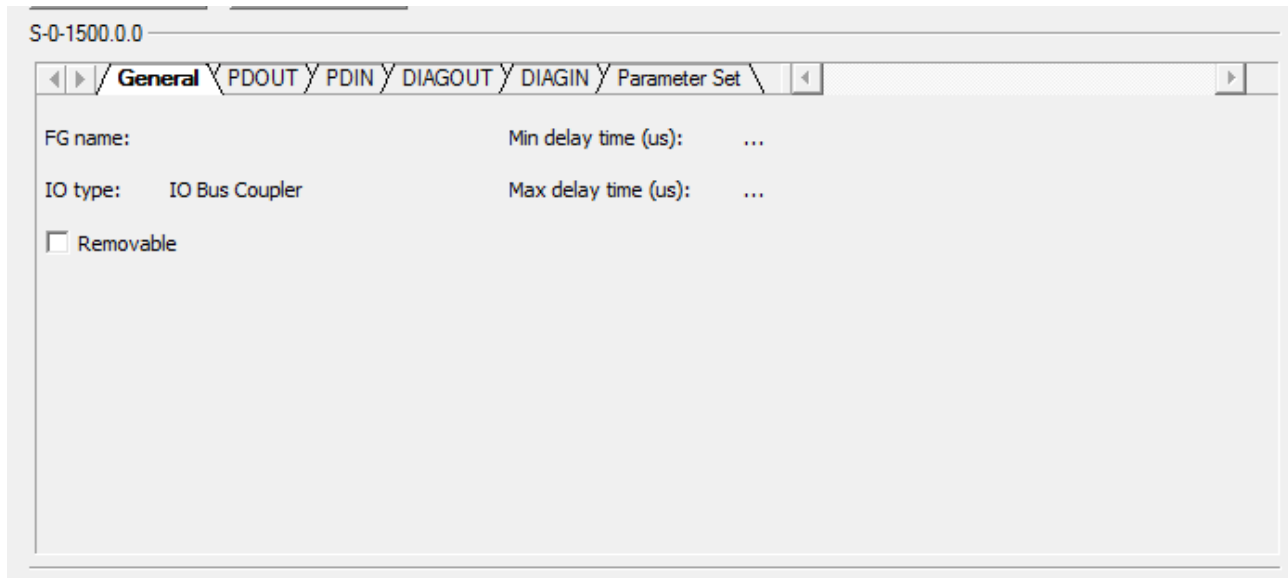 S-0-1500.0.0
General PDOUT PDIN DIAGOUT DIAGIN Parameter Set
FG name: Min delay time (us): ...
IO type: IO Bus Coupler Max delay time (us): ...
Removable